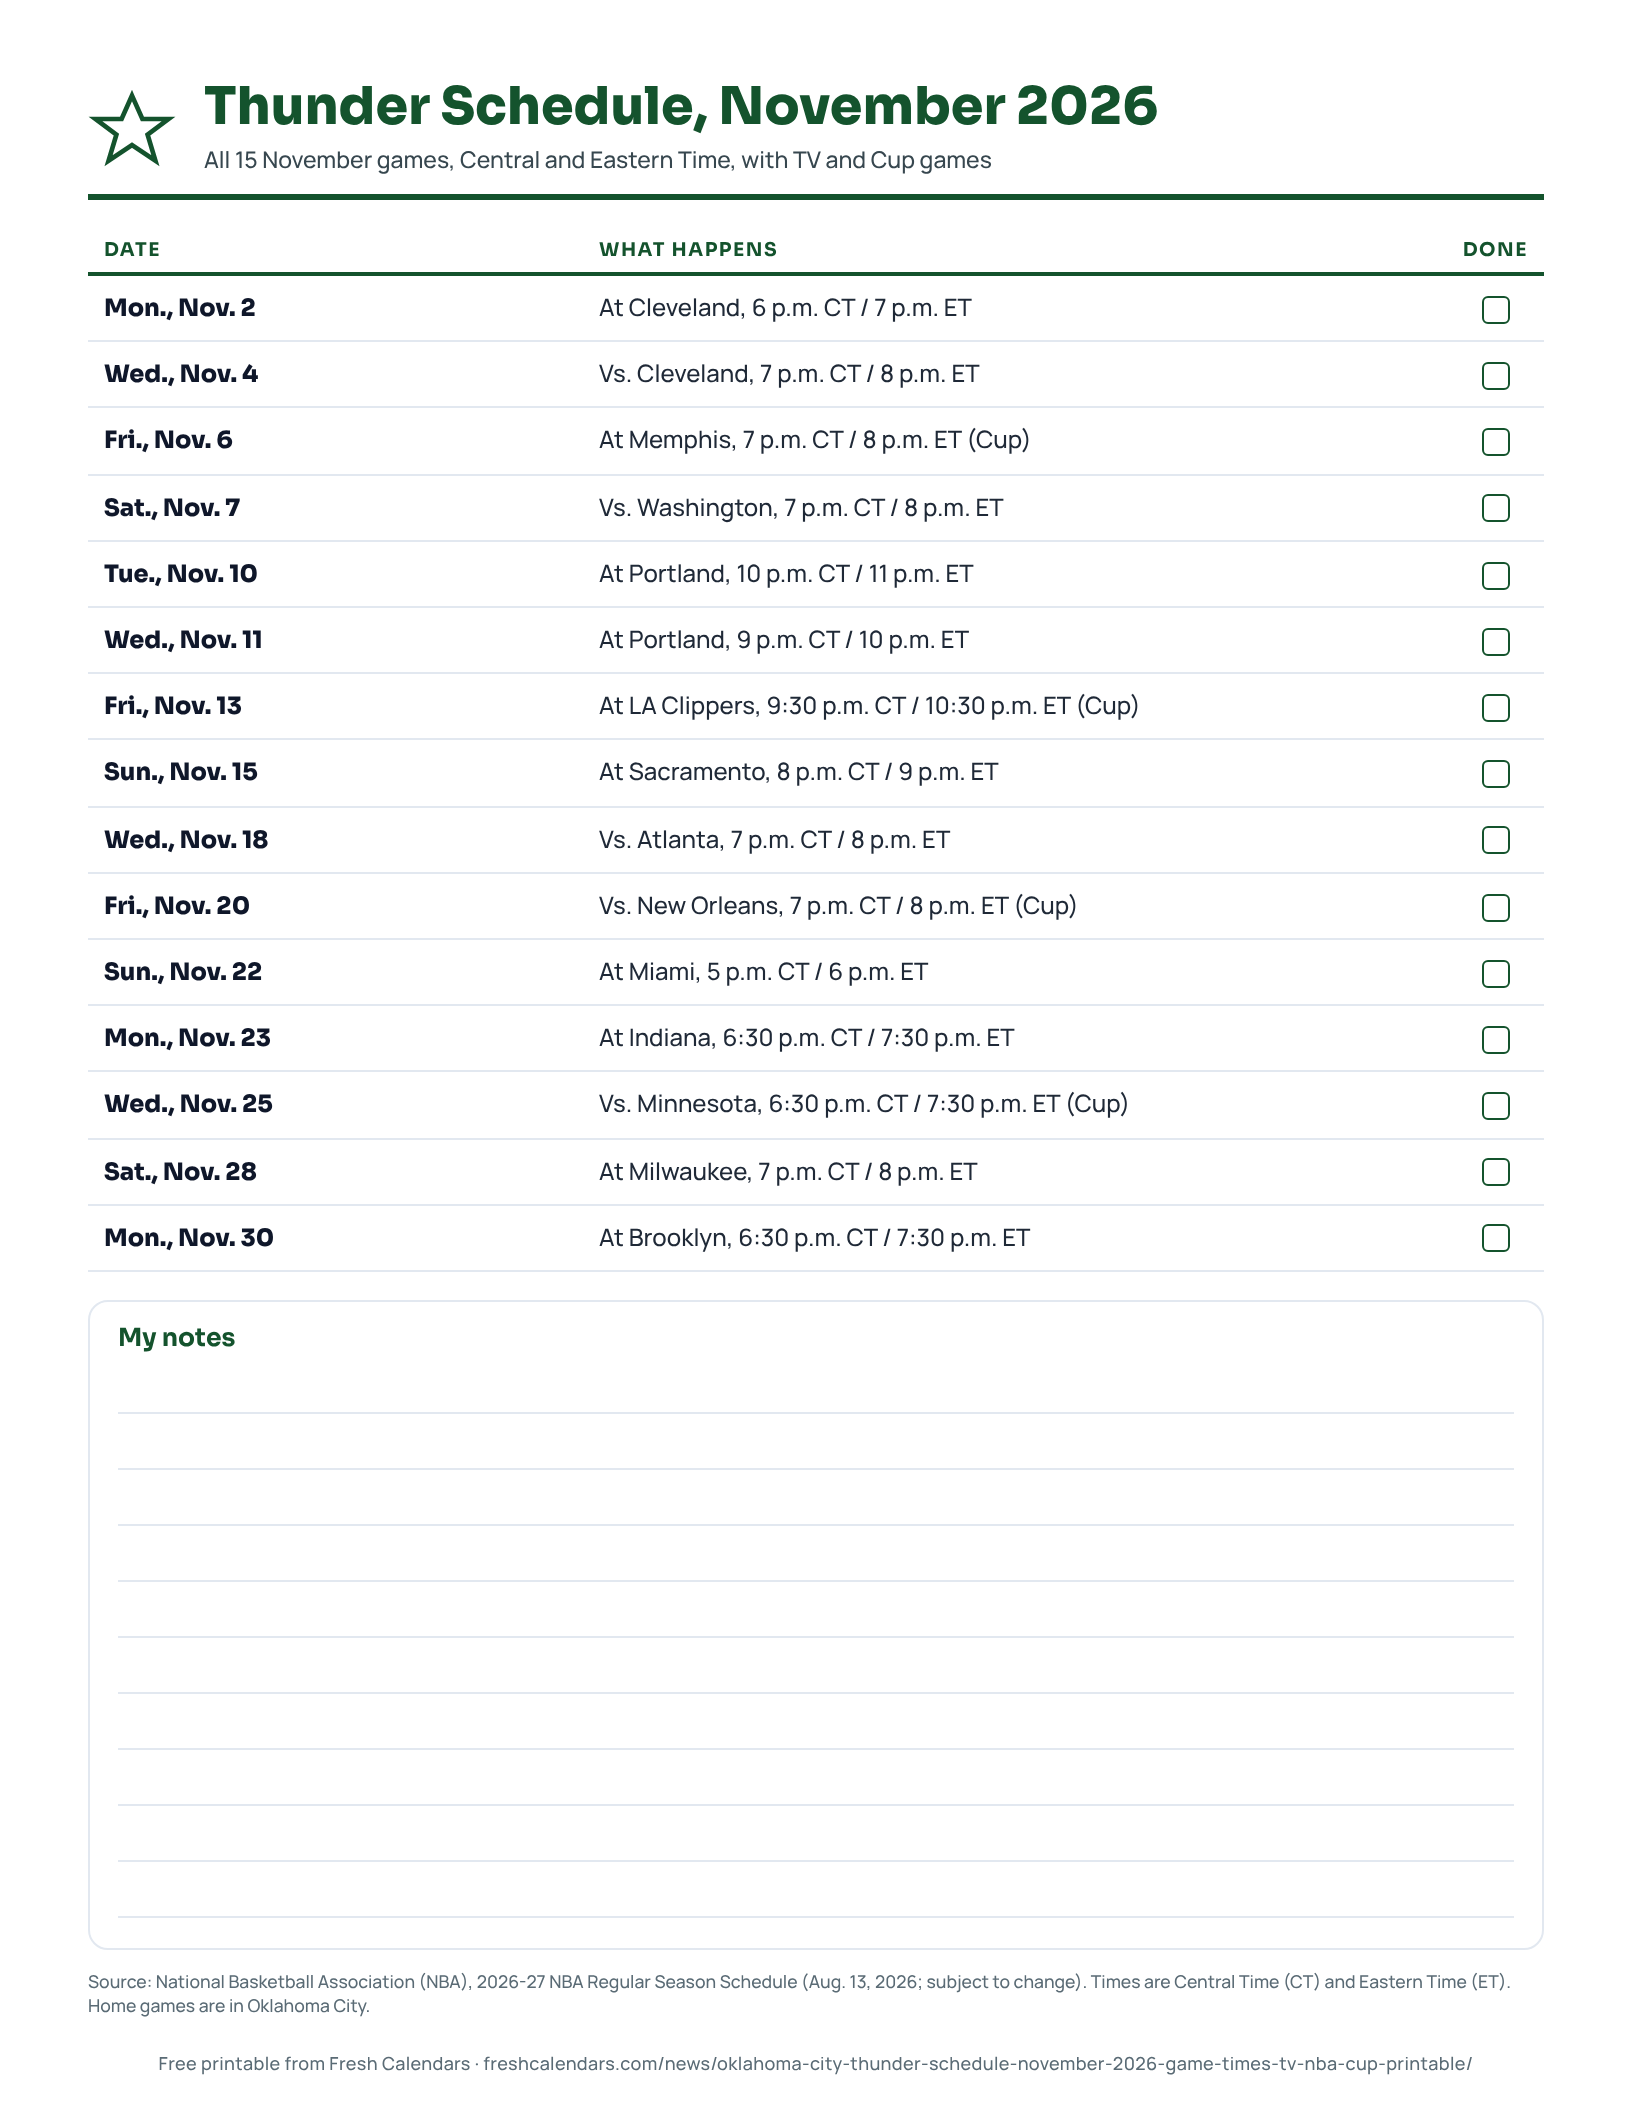 Thunder Schedule, November 2026
All 15 November games, Central and Eastern Time, with TV and Cup games
DATE WHAT HAPPENS DONE
Mon., Nov. 2 At Cleveland, 6 p.m. CT / 7 p.m. ET
Wed., Nov. 4 Vs. Cleveland, 7 p.m. CT / 8 p.m. ET
Fri., Nov. 6 At Memphis, 7 p.m. CT / 8 p.m. ET (Cup)
Sat., Nov. 7 Vs. Washington, 7 p.m. CT / 8 p.m. ET
Tue., Nov. 10 At Portland, 10 p.m. CT / 11 p.m. ET
Wed., Nov. 11 At Portland, 9 p.m. CT / 10 p.m. ET
Fri., Nov. 13 At LA Clippers, 9:30 p.m. CT / 10:30 p.m. ET (Cup)
Sun., Nov. 15 At Sacramento, 8 p.m. CT / 9 p.m. ET
Wed., Nov. 18 Vs. Atlanta, 7 p.m. CT / 8 p.m. ET
Fri., Nov. 20 Vs. New Orleans, 7 p.m. CT / 8 p.m. ET (Cup)
Sun., Nov. 22 At Miami, 5 p.m. CT / 6 p.m. ET
Mon., Nov. 23 At Indiana, 6:30 p.m. CT / 7:30 p.m. ET
Wed., Nov. 25 Vs. Minnesota, 6:30 p.m. CT / 7:30 p.m. ET (Cup)
Sat., Nov. 28 At Milwaukee, 7 p.m. CT / 8 p.m. ET
Mon., Nov. 30 At Brooklyn, 6:30 p.m. CT / 7:30 p.m. ET
My notes
Source: National Basketball Association (NBA), 2026-27 NBA Regular Season Schedule (Aug. 13, 2026; subject to change). Times are Central Time (CT) and Eastern Time (ET).
Home games are in Oklahoma City.
Free printable from Fresh Calendars · freshcalendars.com/news/oklahoma-city-thunder-schedule-november-2026-game-times-tv-nba-cup-printable/